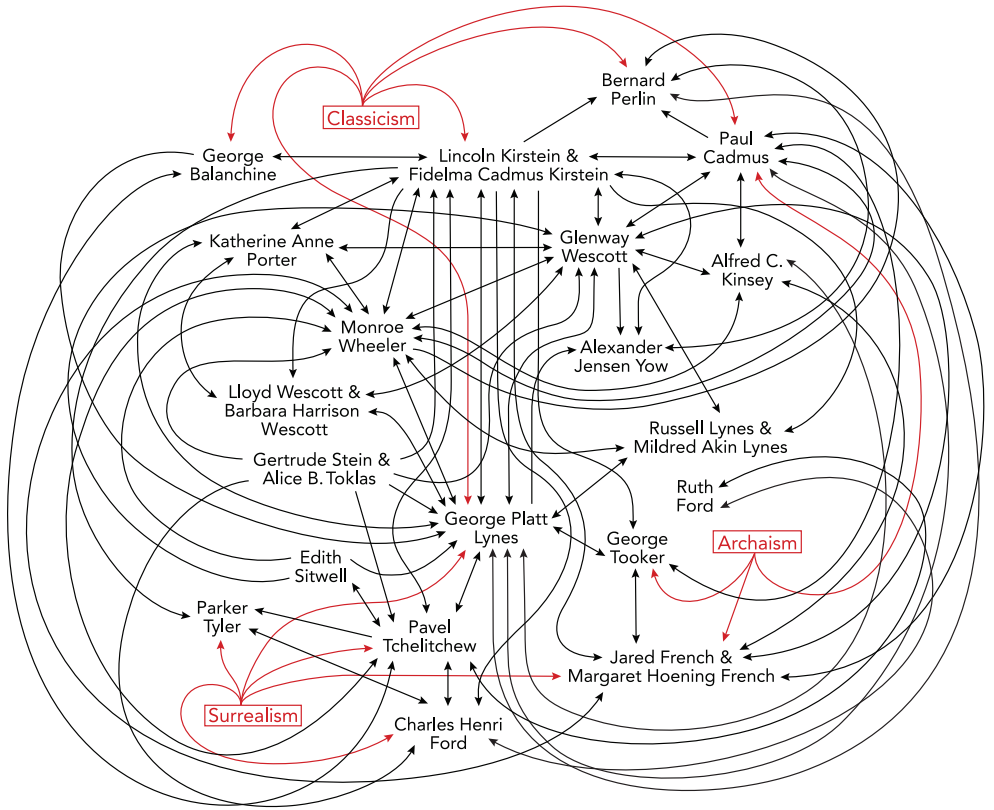 Bernard
Perlin
Classicism
Paul
Cadmus
George
Balanchine
Lincoln Kirstein &
Fidelma Cadmus Kirstein
Katherine Anne
Porter
Glenway
Wescott
Alfred C.
Kinsey
Monroe
Wheeler
Alexander
Jensen Yow
Lloyd Wescott &
Barbara Harrison
Wescott
Russell Lynes &
Mildred Akin Lynes
Gertrude Stein &
Alice B. Toklas
Ruth
Ford
George Platt
Lynes
George
Tooker
Archaism
Edith
Sitwell
Parker
Tyler
Pavel
Tchelitchew
Jared French &
Margaret Hoening French
Surrealism
Charles Henri
Ford